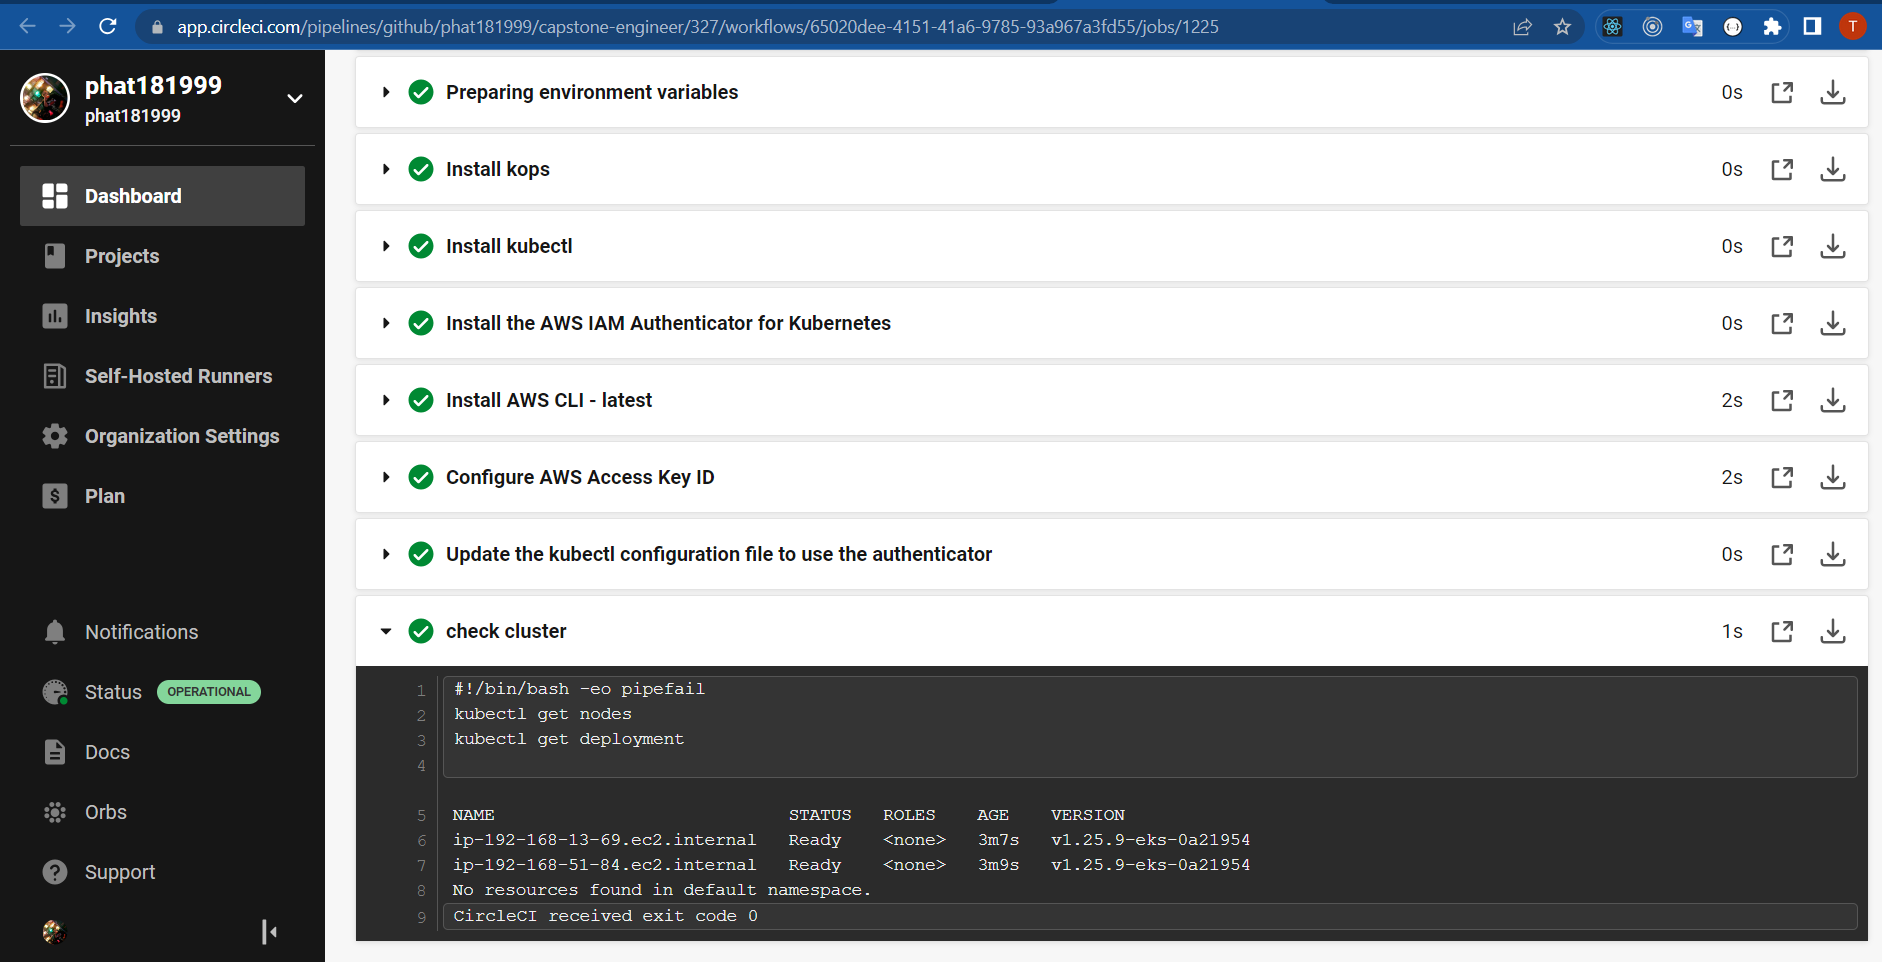 app.circleci.com/pipelines/github/phat181999/capstone-engineer/327/workflows/65020dee-4151-41a6-9785-93a967a3fd55/jobs/1225
T
phat181999
phat181999
Dashboard
Projects
Insights
Self-Hosted Runners
Organization Settings
$ Plan
Notifications
Status OPERATIONAL
Docs
Orbs
? Support
Preparing environment variables 0s
Install kops 0s
Install kubectl 0s
Install the AWS IAM Authenticator for Kubernetes 0s
Install AWS CLI - latest 2s
Configure AWS Access Key ID 2s
Update the kubectl configuration file to use the authenticator 0s
check cluster 1s
1 #!/bin/bash -eo pipefail
2 kubectl get nodes
3 kubectl get deployment
4
5 NAME STATUS ROLES AGE VERSION
6 ip-192-168-13-69.ec2.internal Ready <none> 3m7s v1.25.9-eks-0a21954
7 ip-192-168-51-84.ec2.internal Ready <none> 3m9s v1.25.9-eks-0a21954
8 No resources found in default namespace.
9 CircleCI received exit code 0